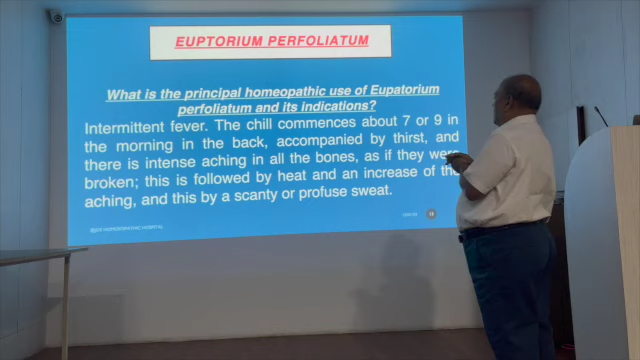 EUPTORIUM PERFOLIATUM
What is the principal homeopathic use of Eupatorium
perfoliatum and its indications?
Intermittent fever. The chill commences about 7 or 9 in
the morning in the back, accompanied by thirst, and
there is intense aching in all the bones, as if they were
broken; this is followed by heat and an increase of the
aching, and this by a scanty or profuse sweat.
HOMOEOPATHIC HOSPITAL